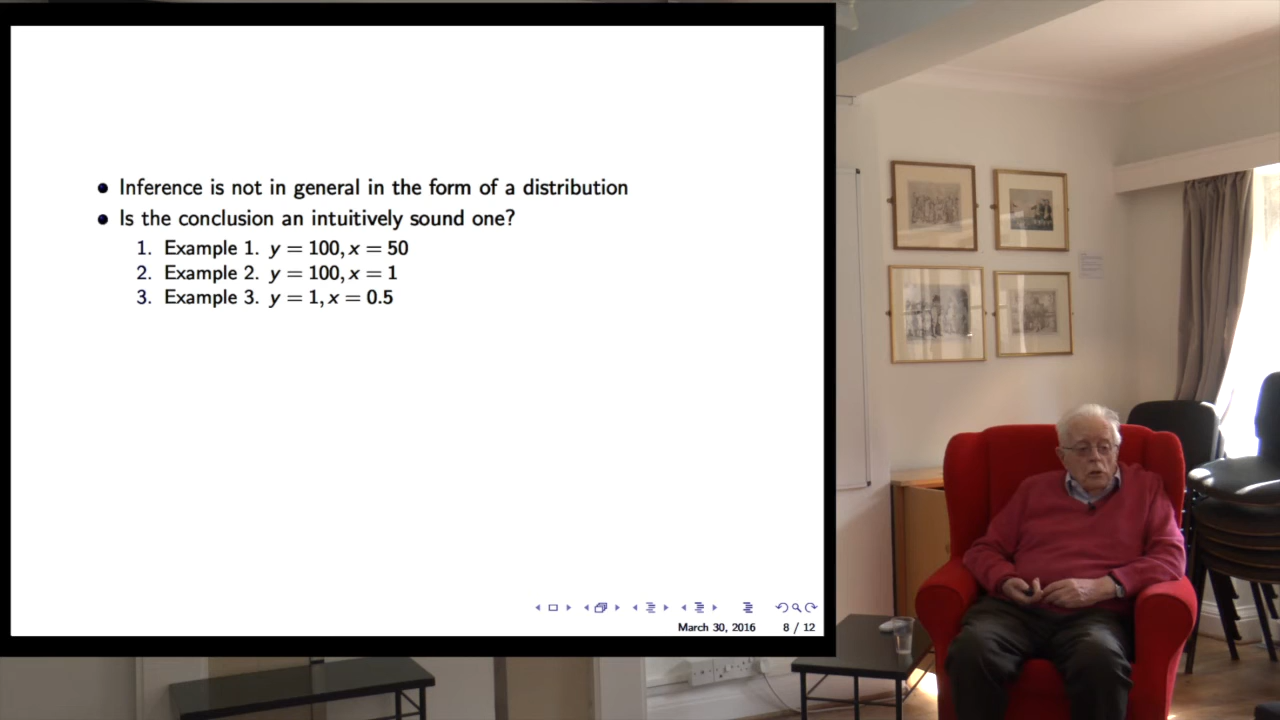 Inference is not in general in the form of a distribution
Is the conclusion an intuitively sound one?
1. Example 1. y = 100, x = 50
2. Example 2. y = 100, x = 1
3. Example 3. y = 1, x = 0.5
March 30, 2016 8 / 12